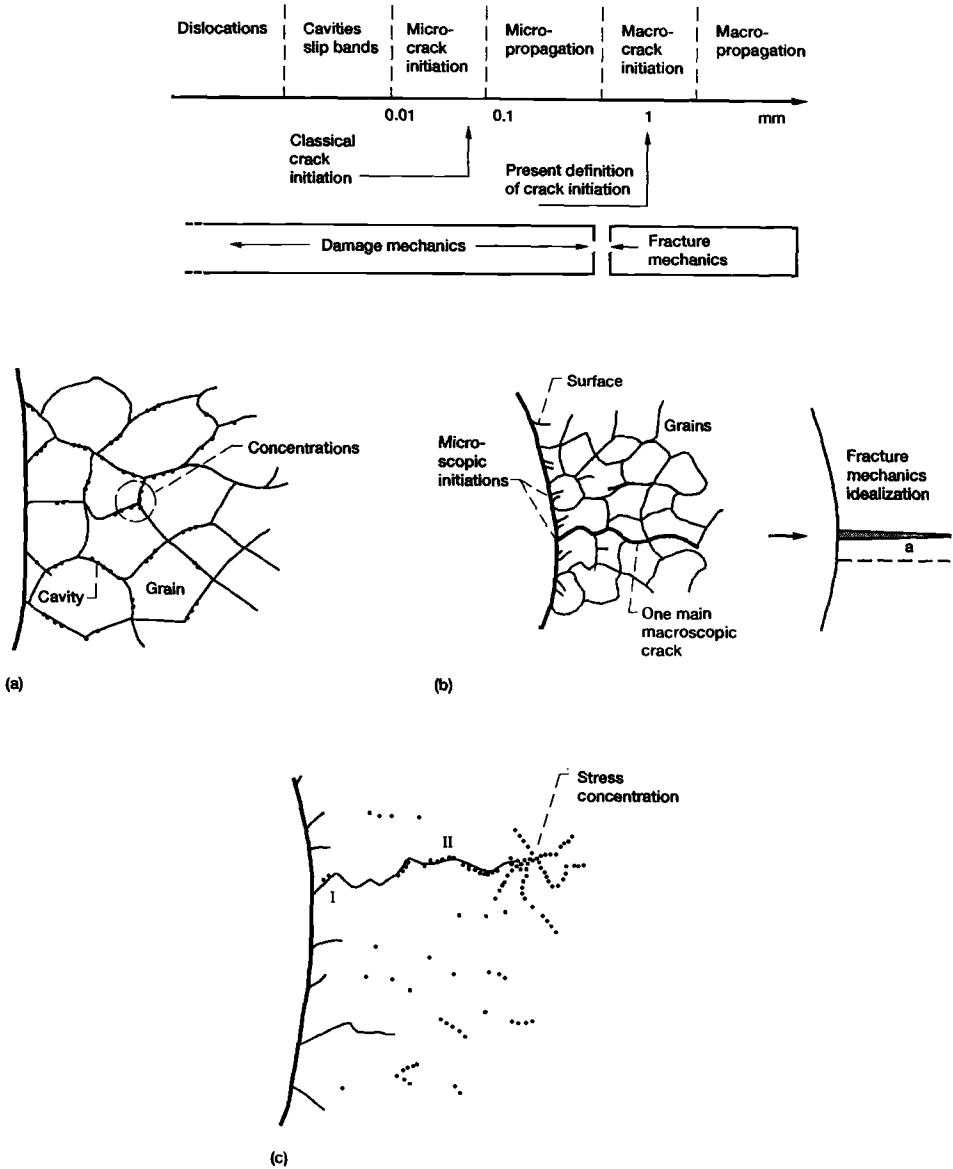 Dislocations
Cavities
slip bands
Micro-
crack
initiation
Micro-
propagation
Macro-
crack
initiation
Macro-
propagation
0.01
0.1
1
mm
Classical
crack
initiation
Present definition
of crack initiation
Damage mechanics
Fracture
mechanics
Concentrations
Cavity
Grain
(a)
Surface
Grains
Micro-
scopic
initiations
One main
macroscopic
crack
Fracture
mechanics
idealization
a
(b)
Stress
concentration
II
I
(c)